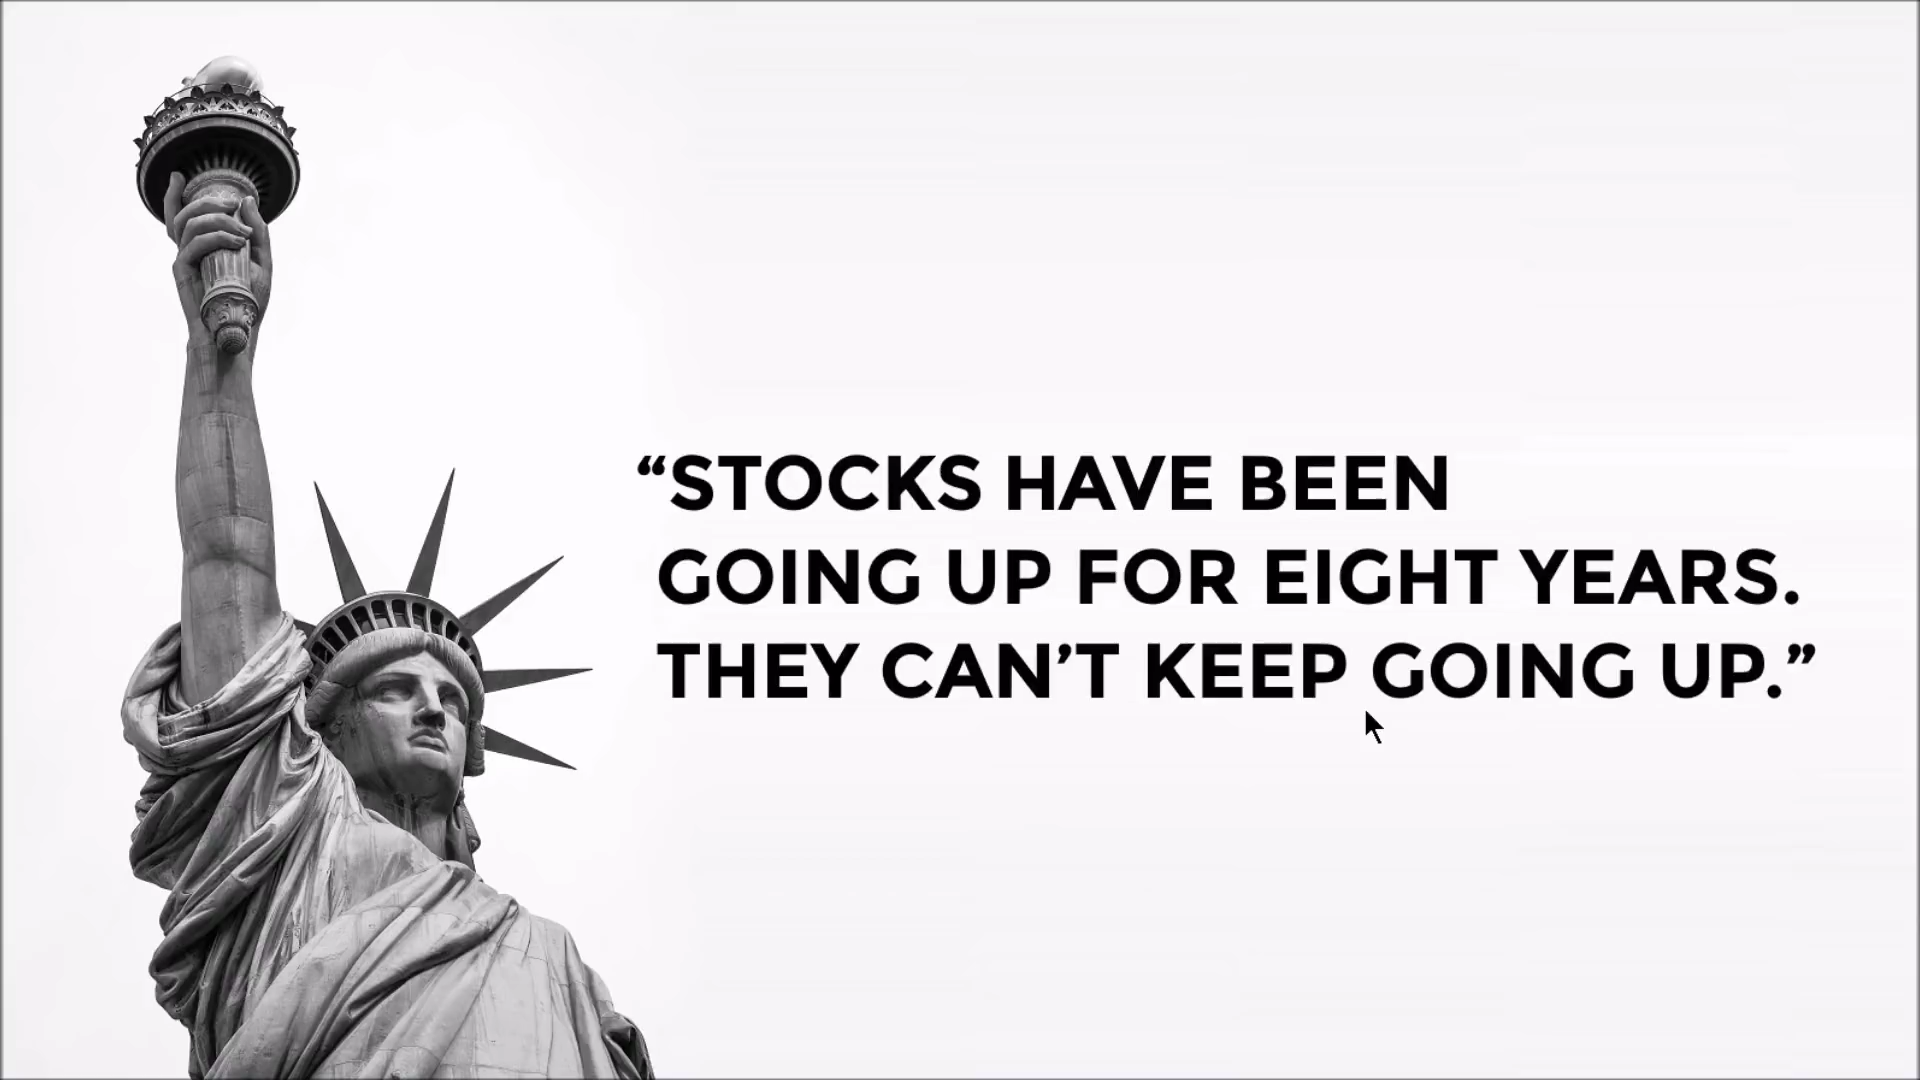 “STOCKS HAVE BEEN
GOING UP FOR EIGHT YEARS.
THEY CAN’T KEEP GOING UP.”